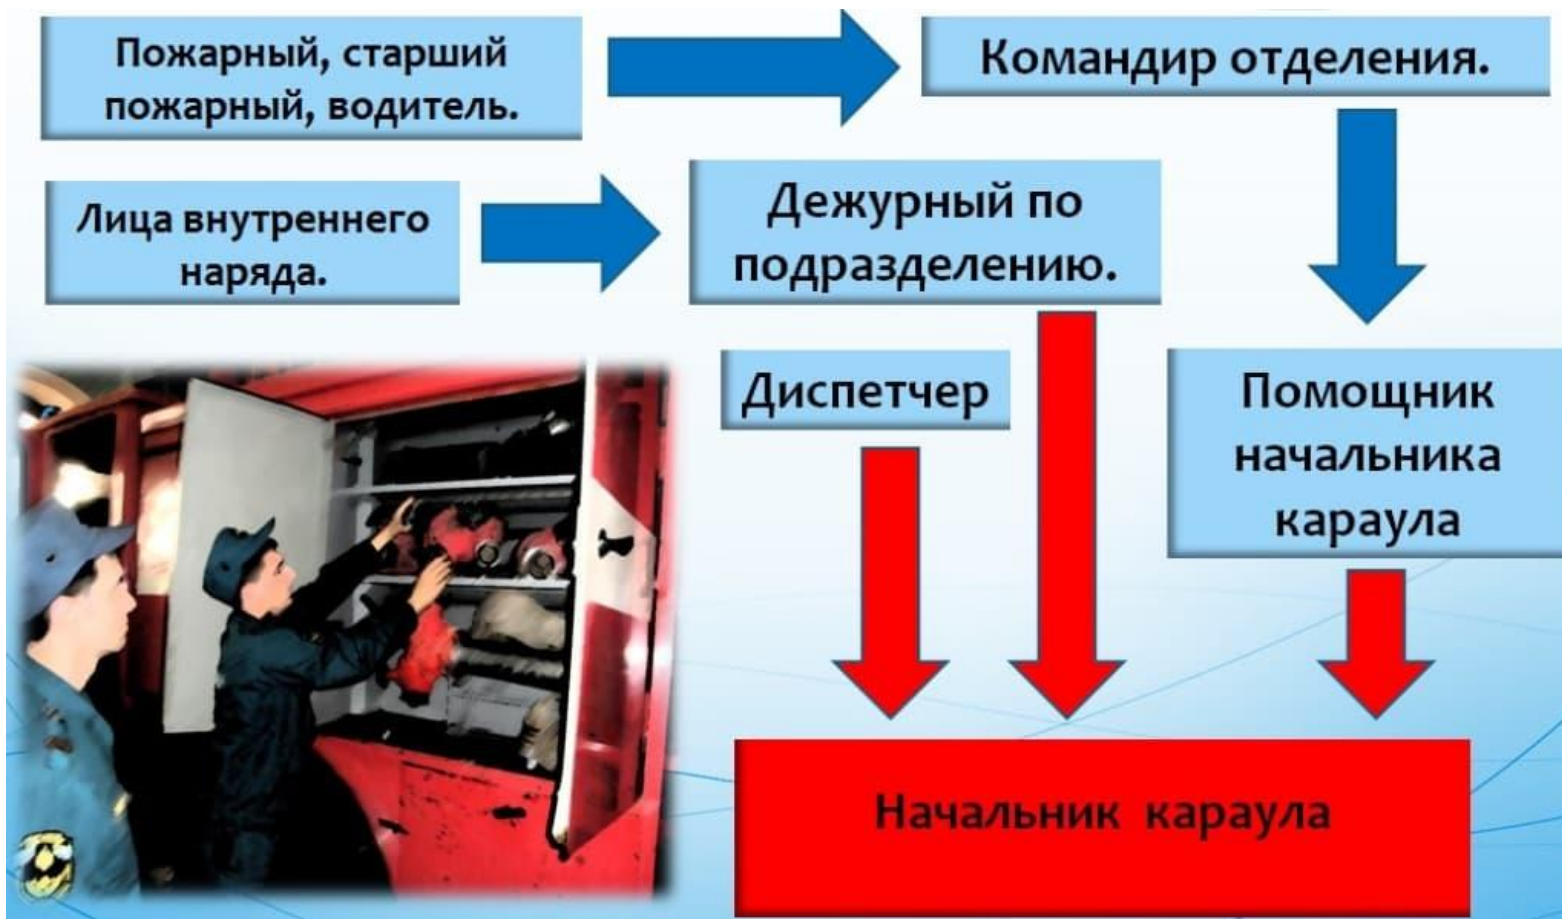 Пожарный, старший
пожарный, водитель.
Командир отделения.
Лица внутреннего
наряда.
Дежурный по
подразделению.
Диспетчер
Помощник
начальника
караула
Начальник караула